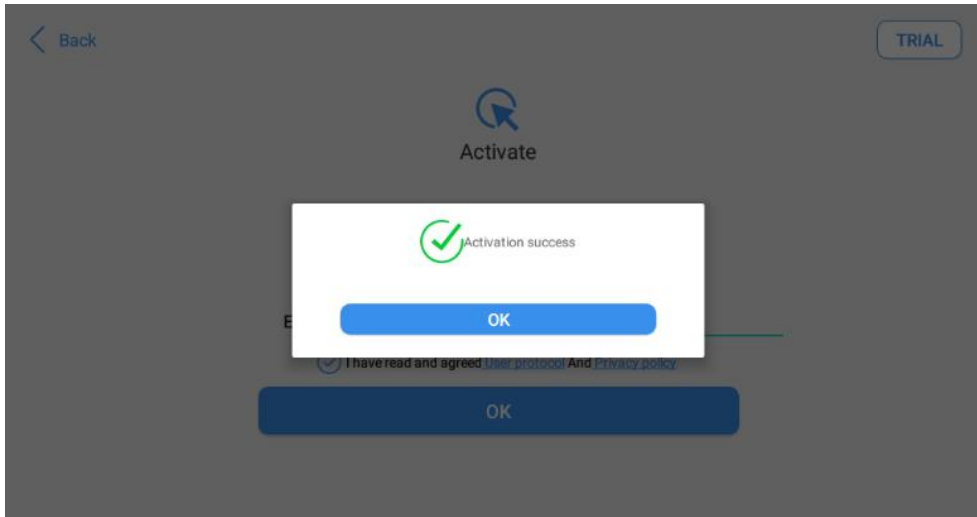 Back
TRIAL
Activate
Activation success
OK
E
I have read and agreed User protocol And Privacy policy
OK